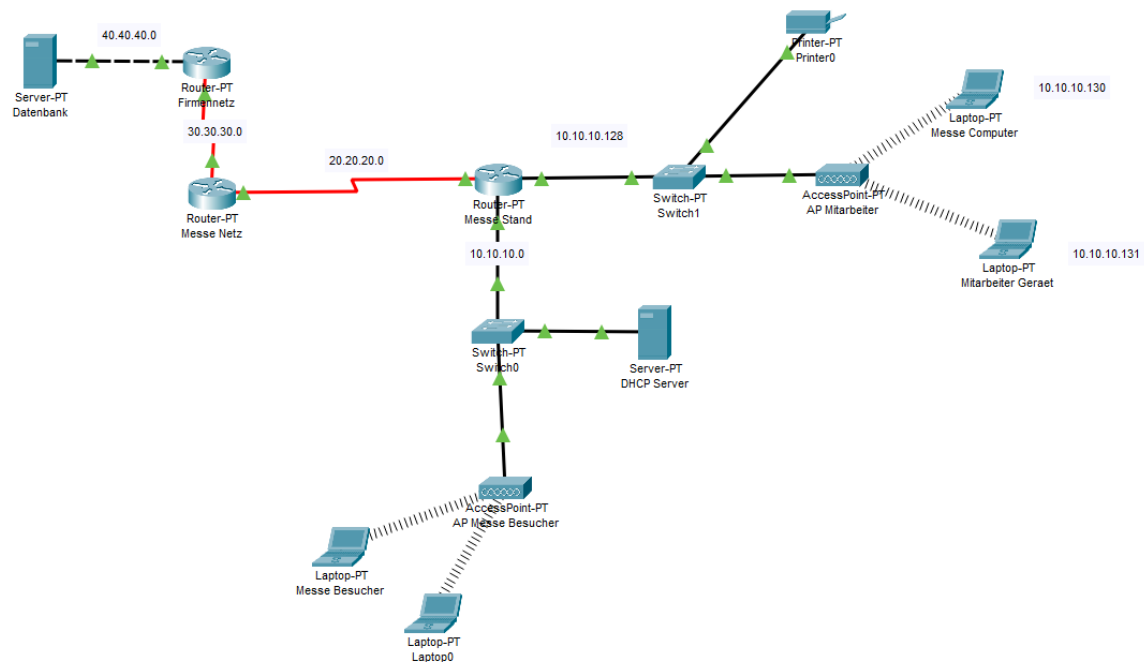 40.40.40.0
Server-PT
Datenbank
Router-PT
Firmennetz
30.30.30.0
Router-PT
Messe Netz
20.20.20.0
Router-PT
Messe Stand
10.10.10.128
Printer-PT
Printer0
Switch-PT
Switch1
AccessPoint-PT
AP Mitarbeiter
Laptop-PT
Messe Computer
10.10.10.130
Laptop-PT
Mitarbeiter Geraet
10.10.10.131
10.10.10.0
Switch-PT
Switch0
Server-PT
DHCP Server
AccessPoint-PT
AP Messe Besucher
Laptop-PT
Messe Besucher
Laptop-PT
Laptop0